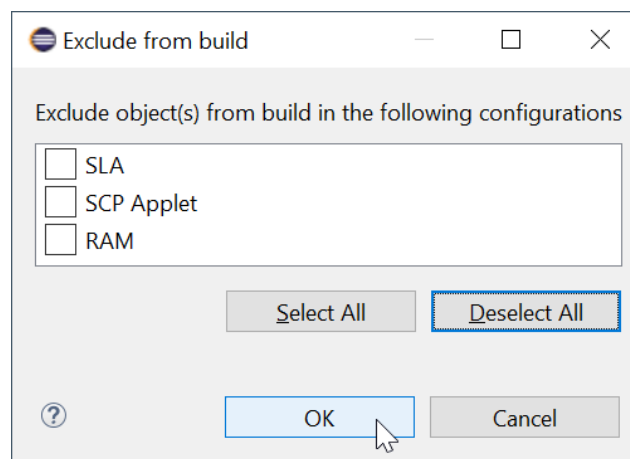 Exclude from build
Exclude object(s) from build in the following configurations
SLA
SCP Applet
RAM
Select All
Deselect All
?
OK
Cancel